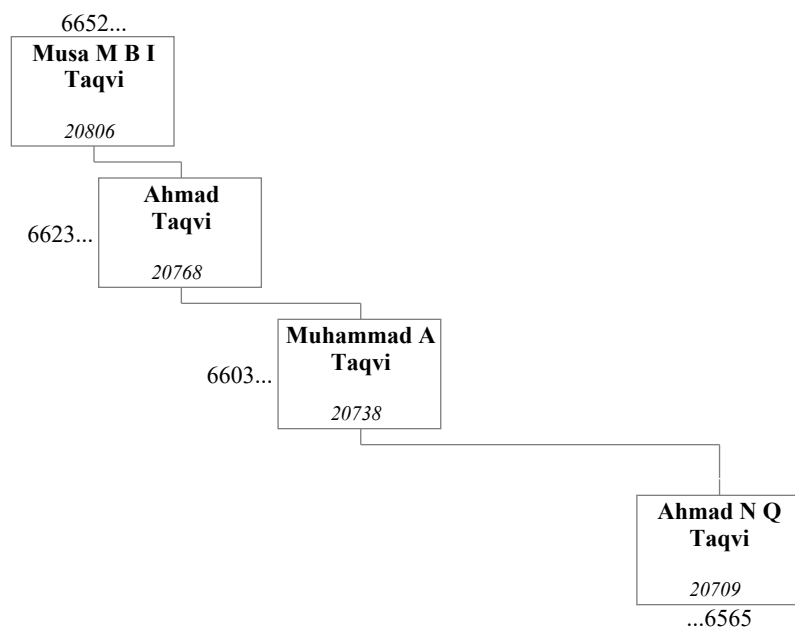 6652...
Musa M B I
Taqvi
20806
Ahmad
Taqvi
6623...
20768
Muhammad A
Taqvi
6603...
20738
Ahmad N Q
Taqvi
20709
...6565